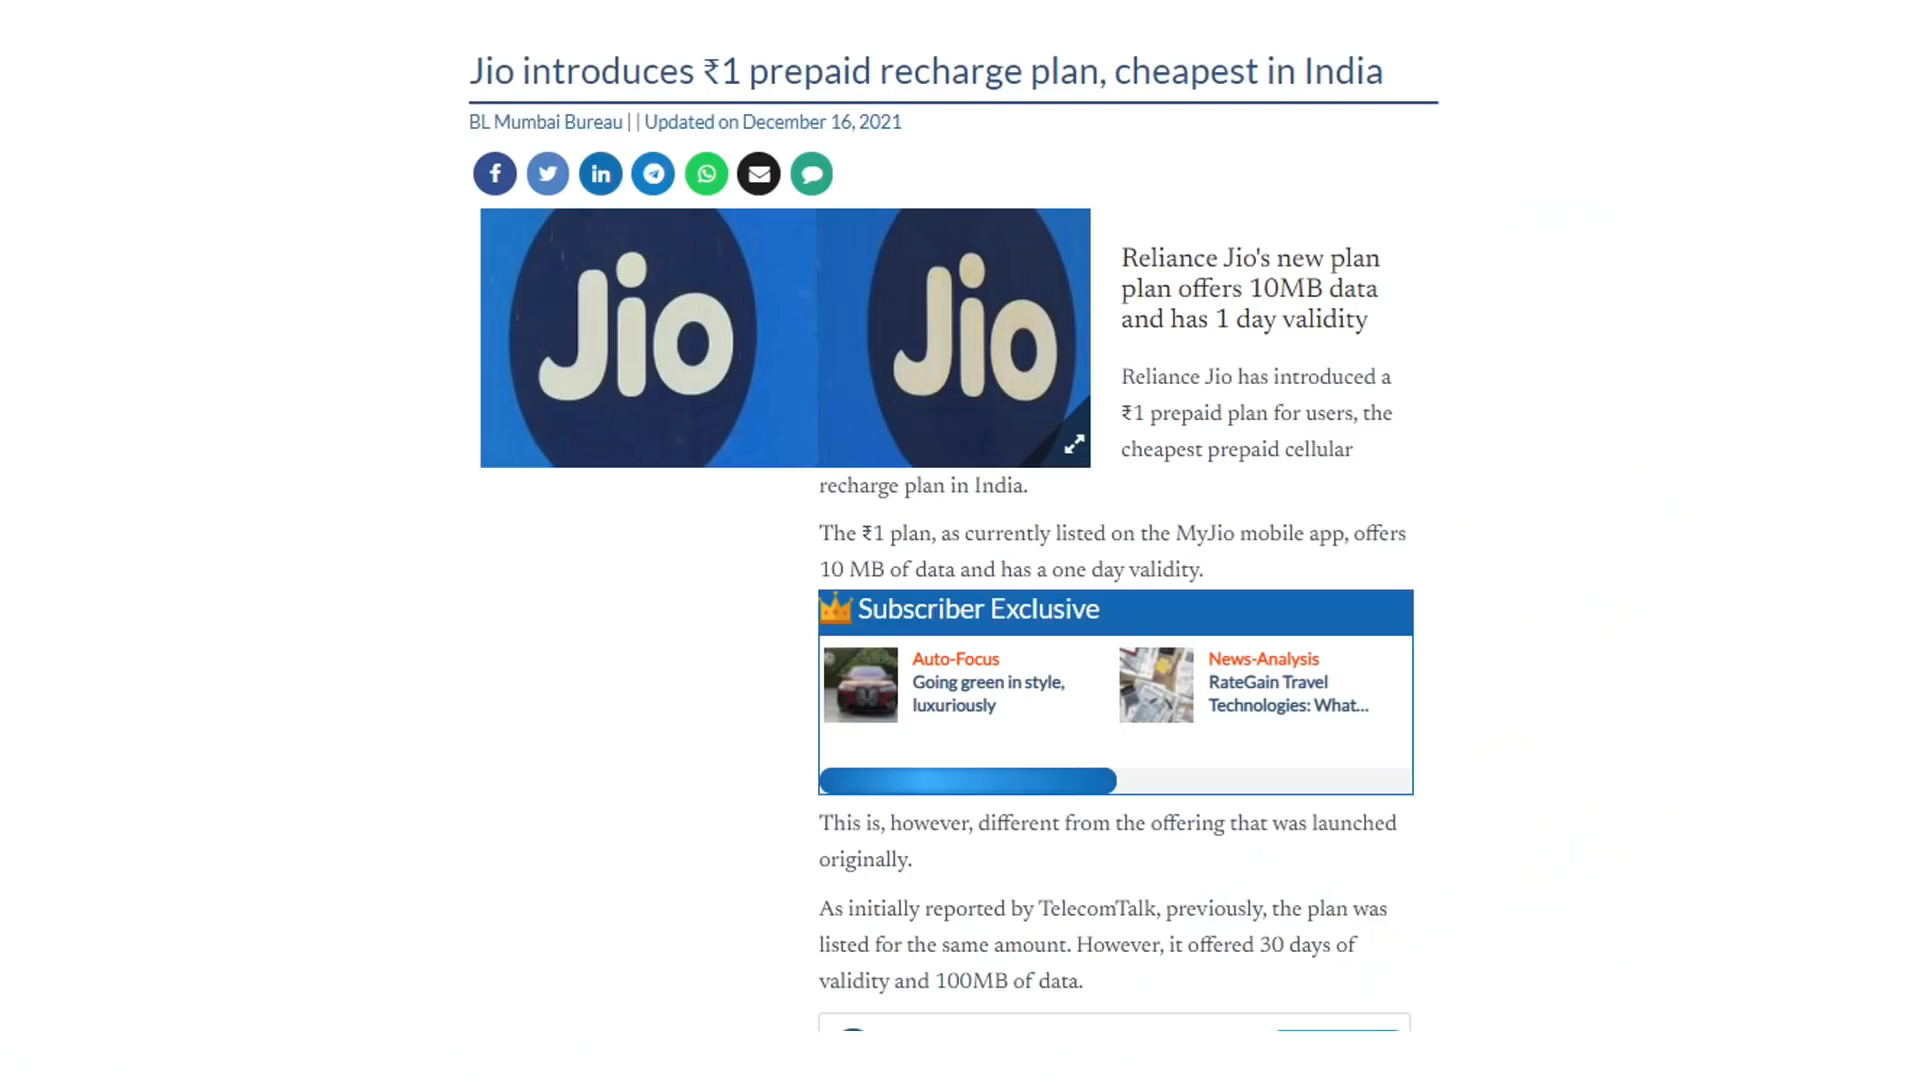 Jio introduces ₹1 prepaid recharge plan, cheapest in India
BL Mumbai Bureau | | Updated on December 16, 2021
Jio
Jio
Reliance Jio's new plan
plan offers 10MB data
and has 1 day validity
Reliance Jio has introduced a
₹1 prepaid plan for users, the
cheapest prepaid cellular
recharge plan in India.
The ₹1 plan, as currently listed on the MyJio mobile app, offers
10 MB of data and has a one day validity.
Subscriber Exclusive
Auto-Focus
Going green in style,
luxuriously
News-Analysis
RateGain Travel
Technologies: What...
This is, however, different from the offering that was launched
originally.
As initially reported by TelecomTalk, previously, the plan was
listed for the same amount. However, it offered 30 days of
validity and 100MB of data.